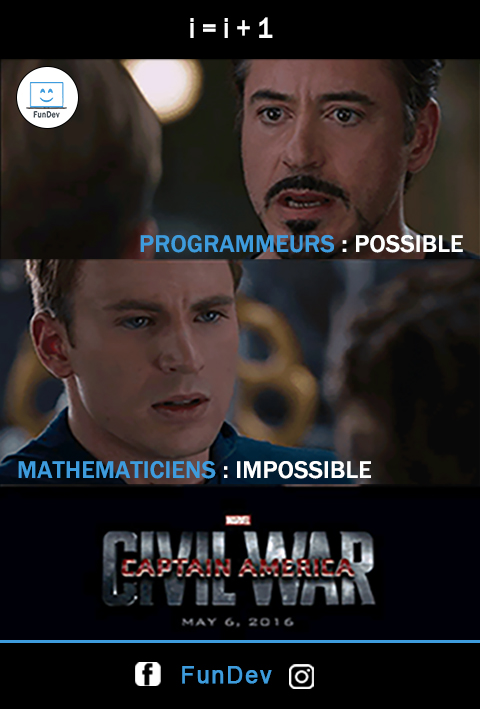 i = i + 1
FunDev
PROGRAMMEURS : POSSIBLE
MATHEMATICIENS : IMPOSSIBLE
MARVEL
CIVIL WAR
CAPTAIN AMERICA
MAY 6, 2016
FunDev